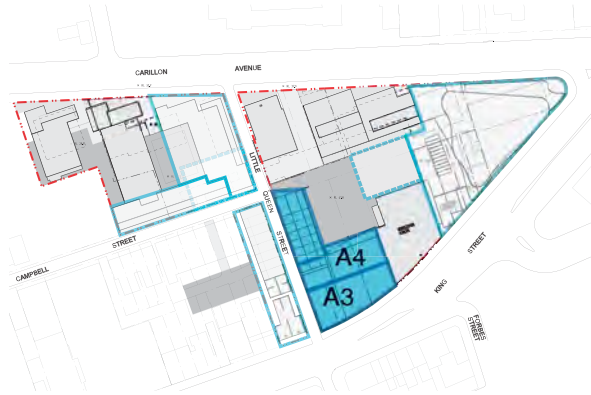 CARILLON AVENUE
LITTLE
QUEEN
STREET
CAMPBELL STREET
A4
A3
KING STREET
FORBES
STREET